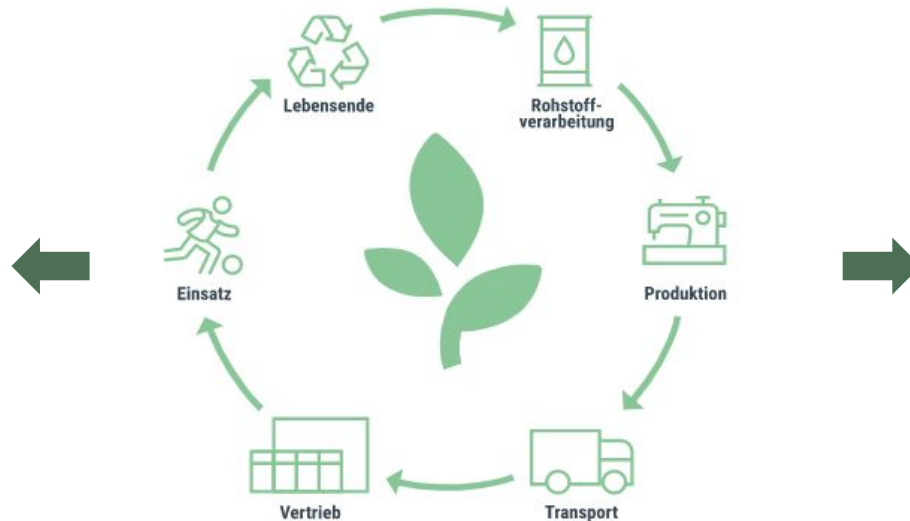 Lebensende
Rohstoff-
verarbeitung
Einsatz
Produktion
Vertrieb
Transport